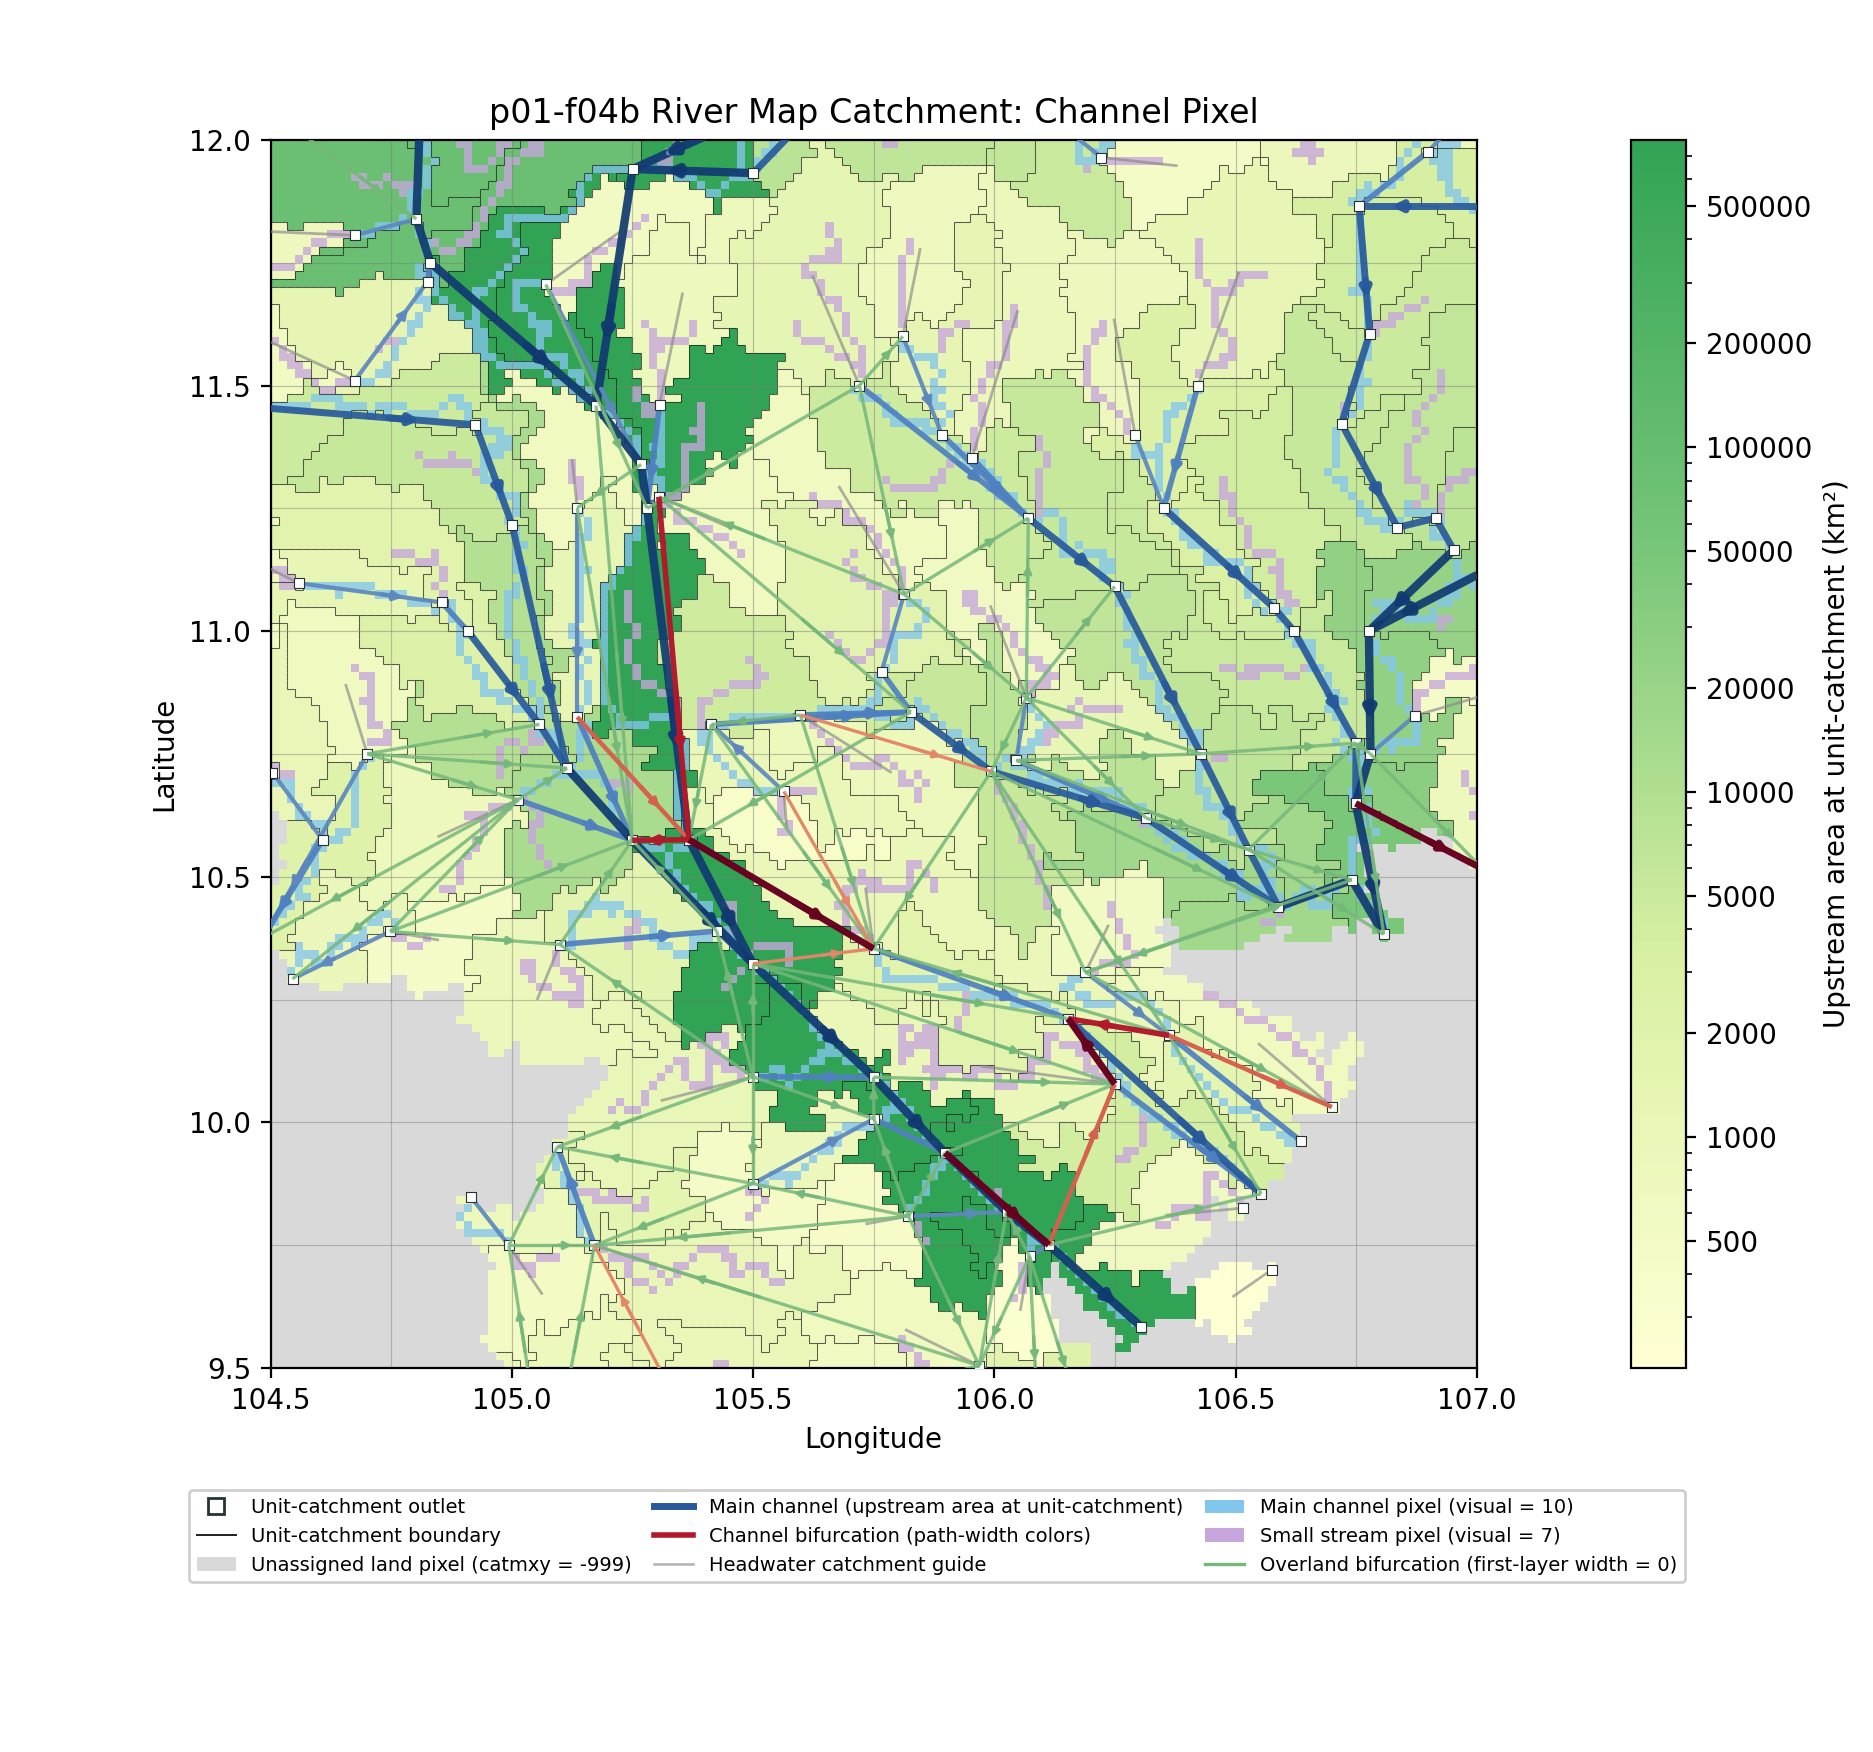 p01-f04b River Map Catchment: Channel Pixel
12.0
11.5
11.0
10.5
10.0
9.5
Latitude
104.5
105.0
105.5
106.0
106.5
107.0
Longitude
500000
200000
100000
50000
20000
10000
5000
2000
1000
500
Upstream area at unit-catchment (km²)
Unit-catchment outlet
Unit-catchment boundary
Unassigned land pixel (catmxy = -999)
Main channel (upstream area at unit-catchment)
Channel bifurcation (path-width colors)
Headwater catchment guide
Main channel pixel (visual = 10)
Small stream pixel (visual = 7)
Overland bifurcation (first-layer width = 0)